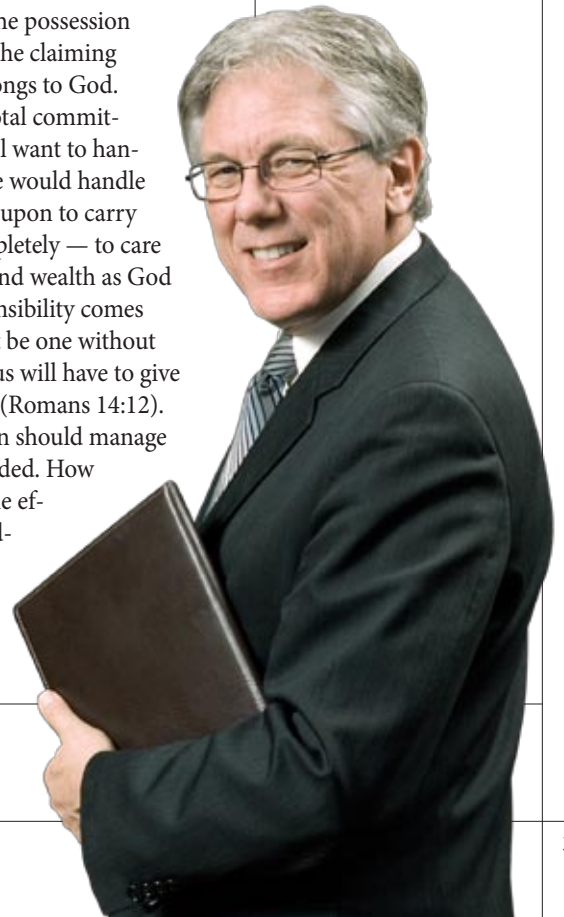 ne possession
he claiming
ongs to God.
otal commit-
l want to han-
e would handle
upon to carry
pletely — to care
nd wealth as God
nsibility comes
t be one without
us will have to give
(Romans 14:12).
n should manage
ded. How
e ef-
l-